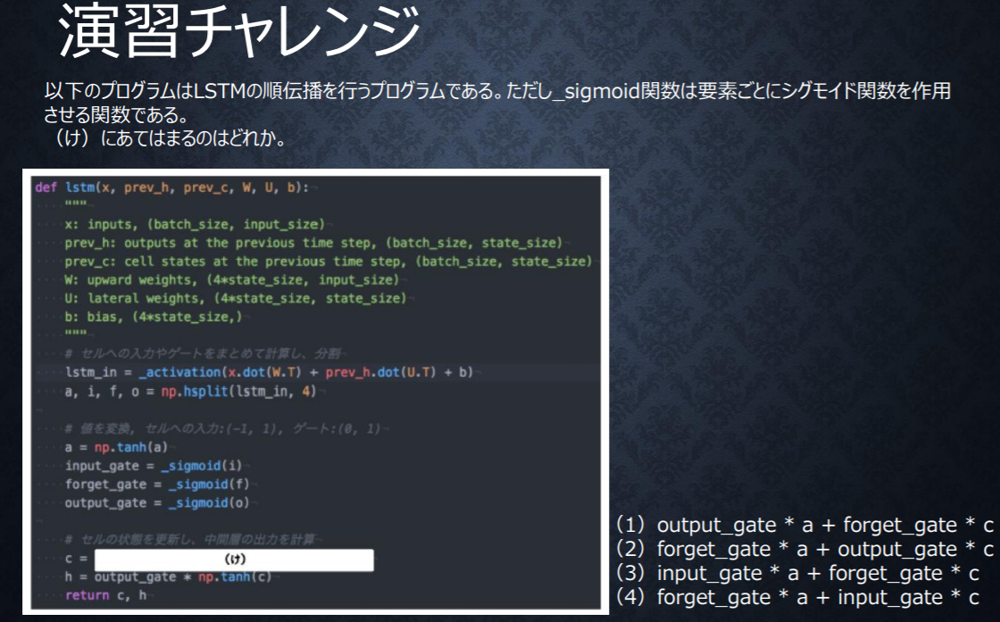 演習チャレンジ
以下のプログラムはLSTMの順伝播を行うプログラムである。ただし_sigmoid関数は要素ごとにシグモイド関数を作用
させる関数である。
（け）にあてはまるのはどれか。
def lstm(x, prev_h, prev_c, W, U, b):
"""
x: inputs, (batch_size, input_size)
prev_h: outputs at the previous time step, (batch_size, state_size)
prev_c: cell states at the previous time step, (batch_size, state_size)
W: upward weights, (4*state_size, input_size)
U: lateral weights, (4*state_size, state_size)
b: bias, (4*state_size,)
"""
# セルへの入力やゲートをまとめて計算し、分割
lstm_in = _activation(x.dot(W.T) + prev_h.dot(U.T) + b)
a, i, f, o = np.hsplit(lstm_in, 4)
# 値を変換, セルへの入力:(-1, 1), ゲート:(0, 1)
a = np.tanh(a)
input_gate = _sigmoid(i)
forget_gate = _sigmoid(f)
output_gate = _sigmoid(o)
# セルの状態を更新し、中間層の出力を計算
c = （け）
h = output_gate * np.tanh(c)
return c, h
（1）output_gate * a + forget_gate * c
（2）forget_gate * a + output_gate * c
（3）input_gate * a + forget_gate * c
（4）forget_gate * a + input_gate * c